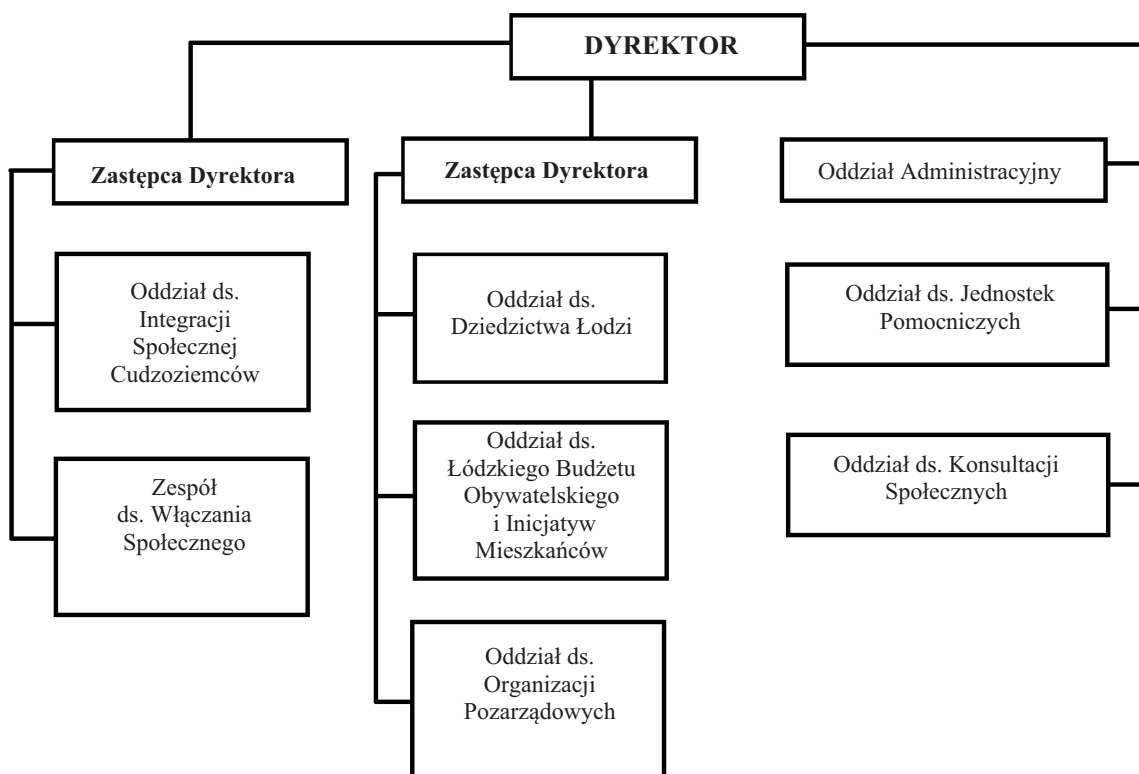 DYREKTOR
Zastępca Dyrektora
Oddział ds.
Integracji
Społecznej
Cudzoziemców
Zespół
ds. Włączania
Społecznego
Zastępca Dyrektora
Oddział ds.
Dziedzictwa Łodzi
Oddział ds.
Łódzkiego Budżetu
Obywatelskiego
i Inicjatyw
Mieszkańców
Oddział ds.
Organizacji
Pozarządowych
Oddział Administracyjny
Oddział ds. Jednostek
Pomocniczych
Oddział ds. Konsultacji
Społecznych